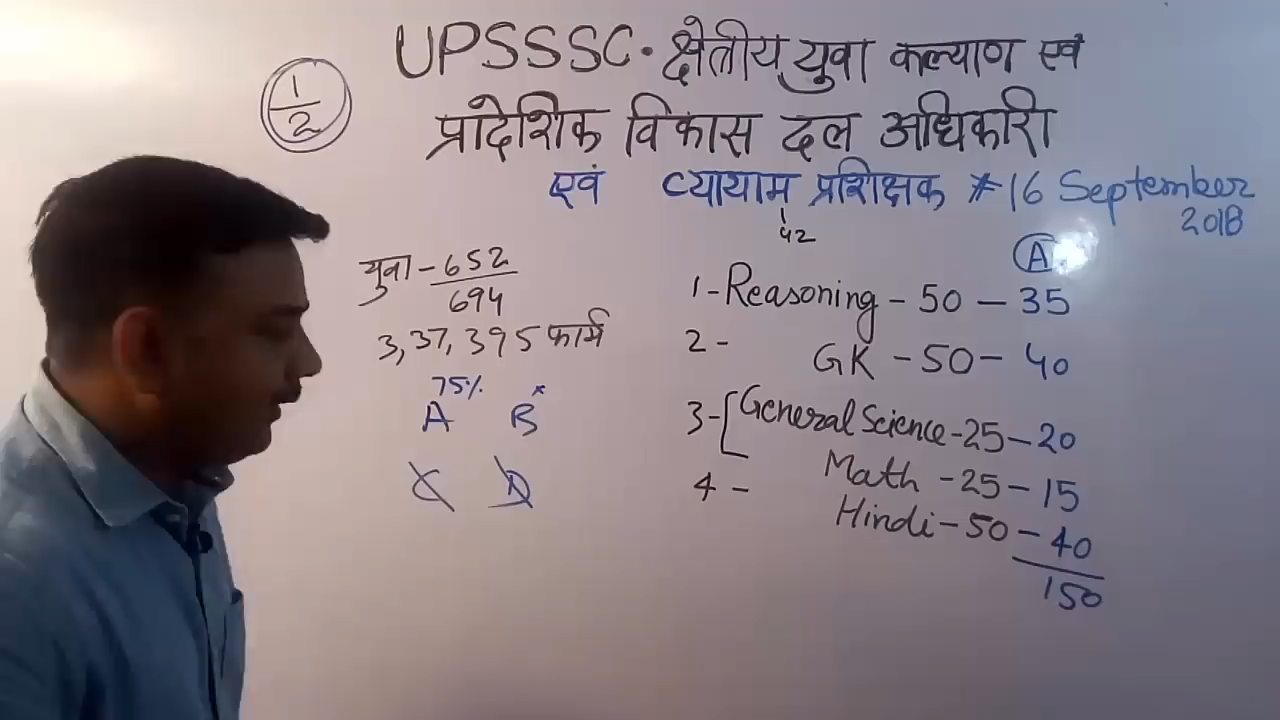 UPSSSC. क्षेत्रीय युवा कल्याण एवं
1/2
प्रादेशिक विकास दल अधिकारी
एवं व्यायाम प्रशिक्षक # 16 September
2018
42
A
युवा - 652
694
3,37,395 फार्म
75%
A B
C D
1- Reasoning - 50 - 35
2- GK - 50 - 40
3- General Science - 25 - 20
Math - 25 - 15
4 - Hindi - 50 - 40
150